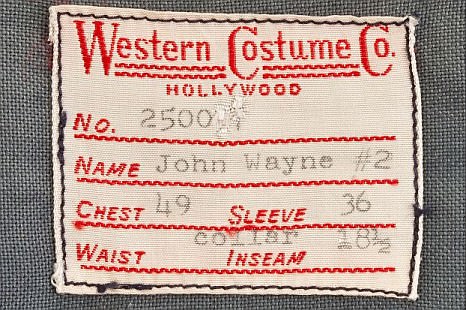 Western Costume Co.
HOLLYWOOD
No. 2500
NAME John Wayne #2
CHEST 49 SLEEVE 36
collar 18½
WAIST INSEAM